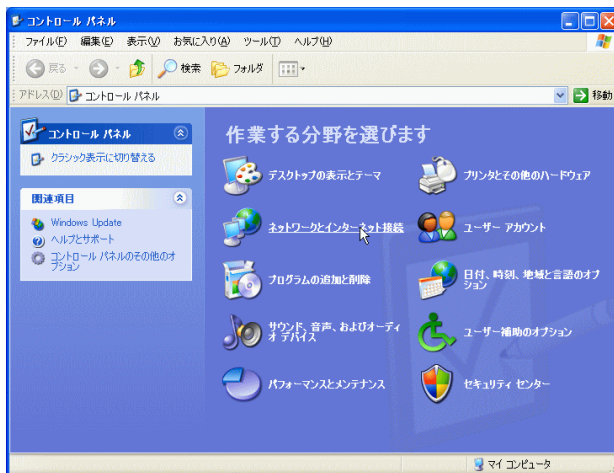 コントロール パネル
ファイル(F) 編集(E) 表示(V) お気に入り(A) ツール(T) ヘルプ(H)
戻る 検索 フォルダ
アドレス(D) コントロール パネル 移動
コントロール パネル
クラシック表示に切り替える
関連項目
Windows Update
ヘルプとサポート
コントロール パネルのその他のオ
プション
作業する分野を選びます
デスクトップの表示とテーマ
プリンタとその他のハードウェア
ネットワークとインターネット接続
ユーザー アカウント
プログラムの追加と削除
日付、時刻、地域と言語のオプ
ション
サウンド、音声、およびオーディ
オ デバイス
ユーザー補助のオプション
パフォーマンスとメンテナンス
セキュリティ センター
マイ コンピュータ